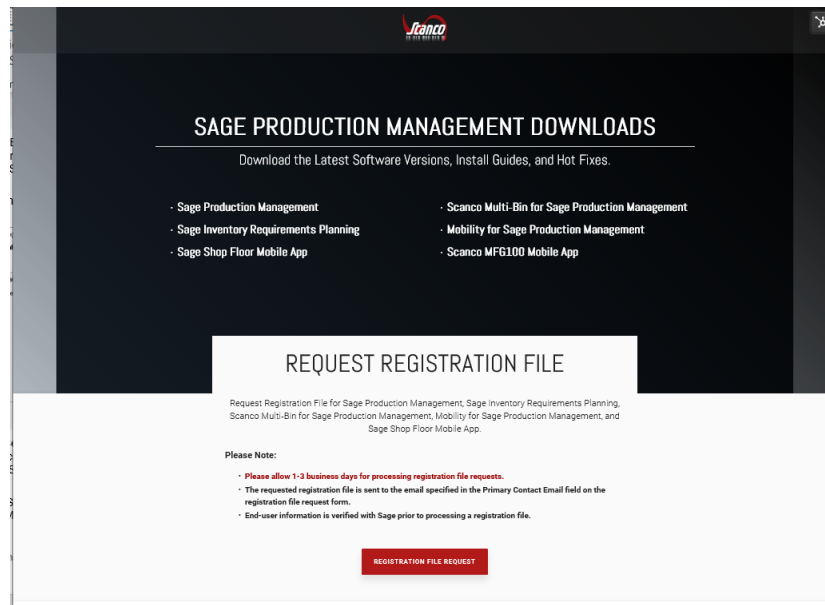 Scanco
SAGE PRODUCTION MANAGEMENT DOWNLOADS
Download the Latest Software Versions, Install Guides, and Hot Fixes.
· Sage Production Management
· Sage Inventory Requirements Planning
· Sage Shop Floor Mobile App
· Scanco Multi-Bin for Sage Production Management
· Mobility for Sage Production Management
· Scanco MFG100 Mobile App
REQUEST REGISTRATION FILE
Request Registration File for Sage Production Management, Sage Inventory Requirements Planning,
Scanco Multi-Bin for Sage Production Management, Mobility for Sage Production Management, and
Sage Shop Floor Mobile App.
Please Note:
· Please allow 1-3 business days for processing registration file requests.
· The requested registration file is sent to the email specified in the Primary Contact Email field on the
registration file request form.
· End-user information is verified with Sage prior to processing a registration file.
REGISTRATION FILE REQUEST